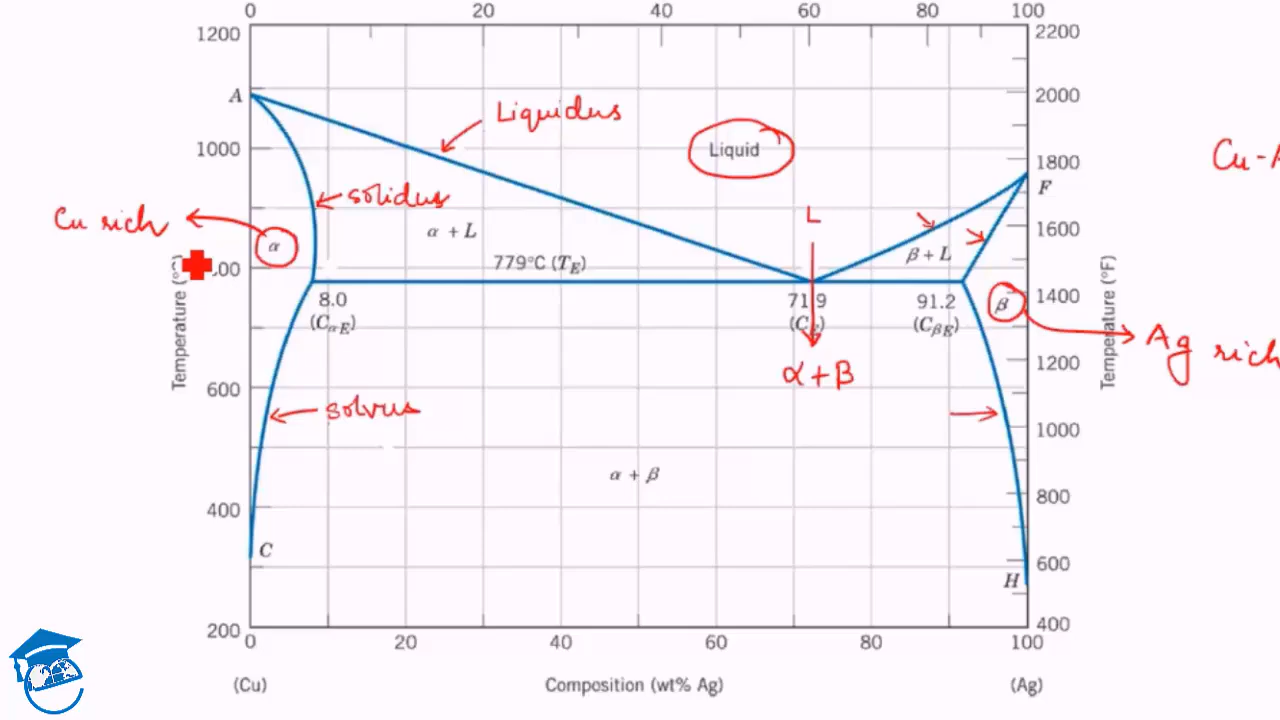 0 20 40 60 80 100
1200 2200
A 2000
Liquidus
1000 Liquid 1800 Cu-A
F
solidus
Cu rich α α + L L β + L 1600
779°C (T_E)
8.0 71.9 91.2 1400
(C_αE) (C_βE) β
Temperature (°C) Temperature (°F)
Ag rich
α+β 1200
600
solvus 1000
α + β
800
400
C 600
H
200 400
0 20 40 60 80 100
(Cu) Composition (wt% Ag) (Ag)